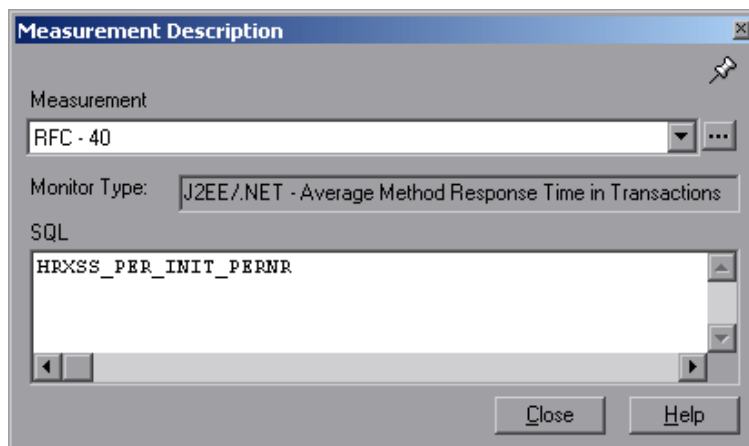 Measurement Description
Measurement
RFC - 40
...
Monitor Type:
J2EE/.NET - Average Method Response Time in Transactions
SQL
HRXSS_PER_INIT_PERNR
Close
Help